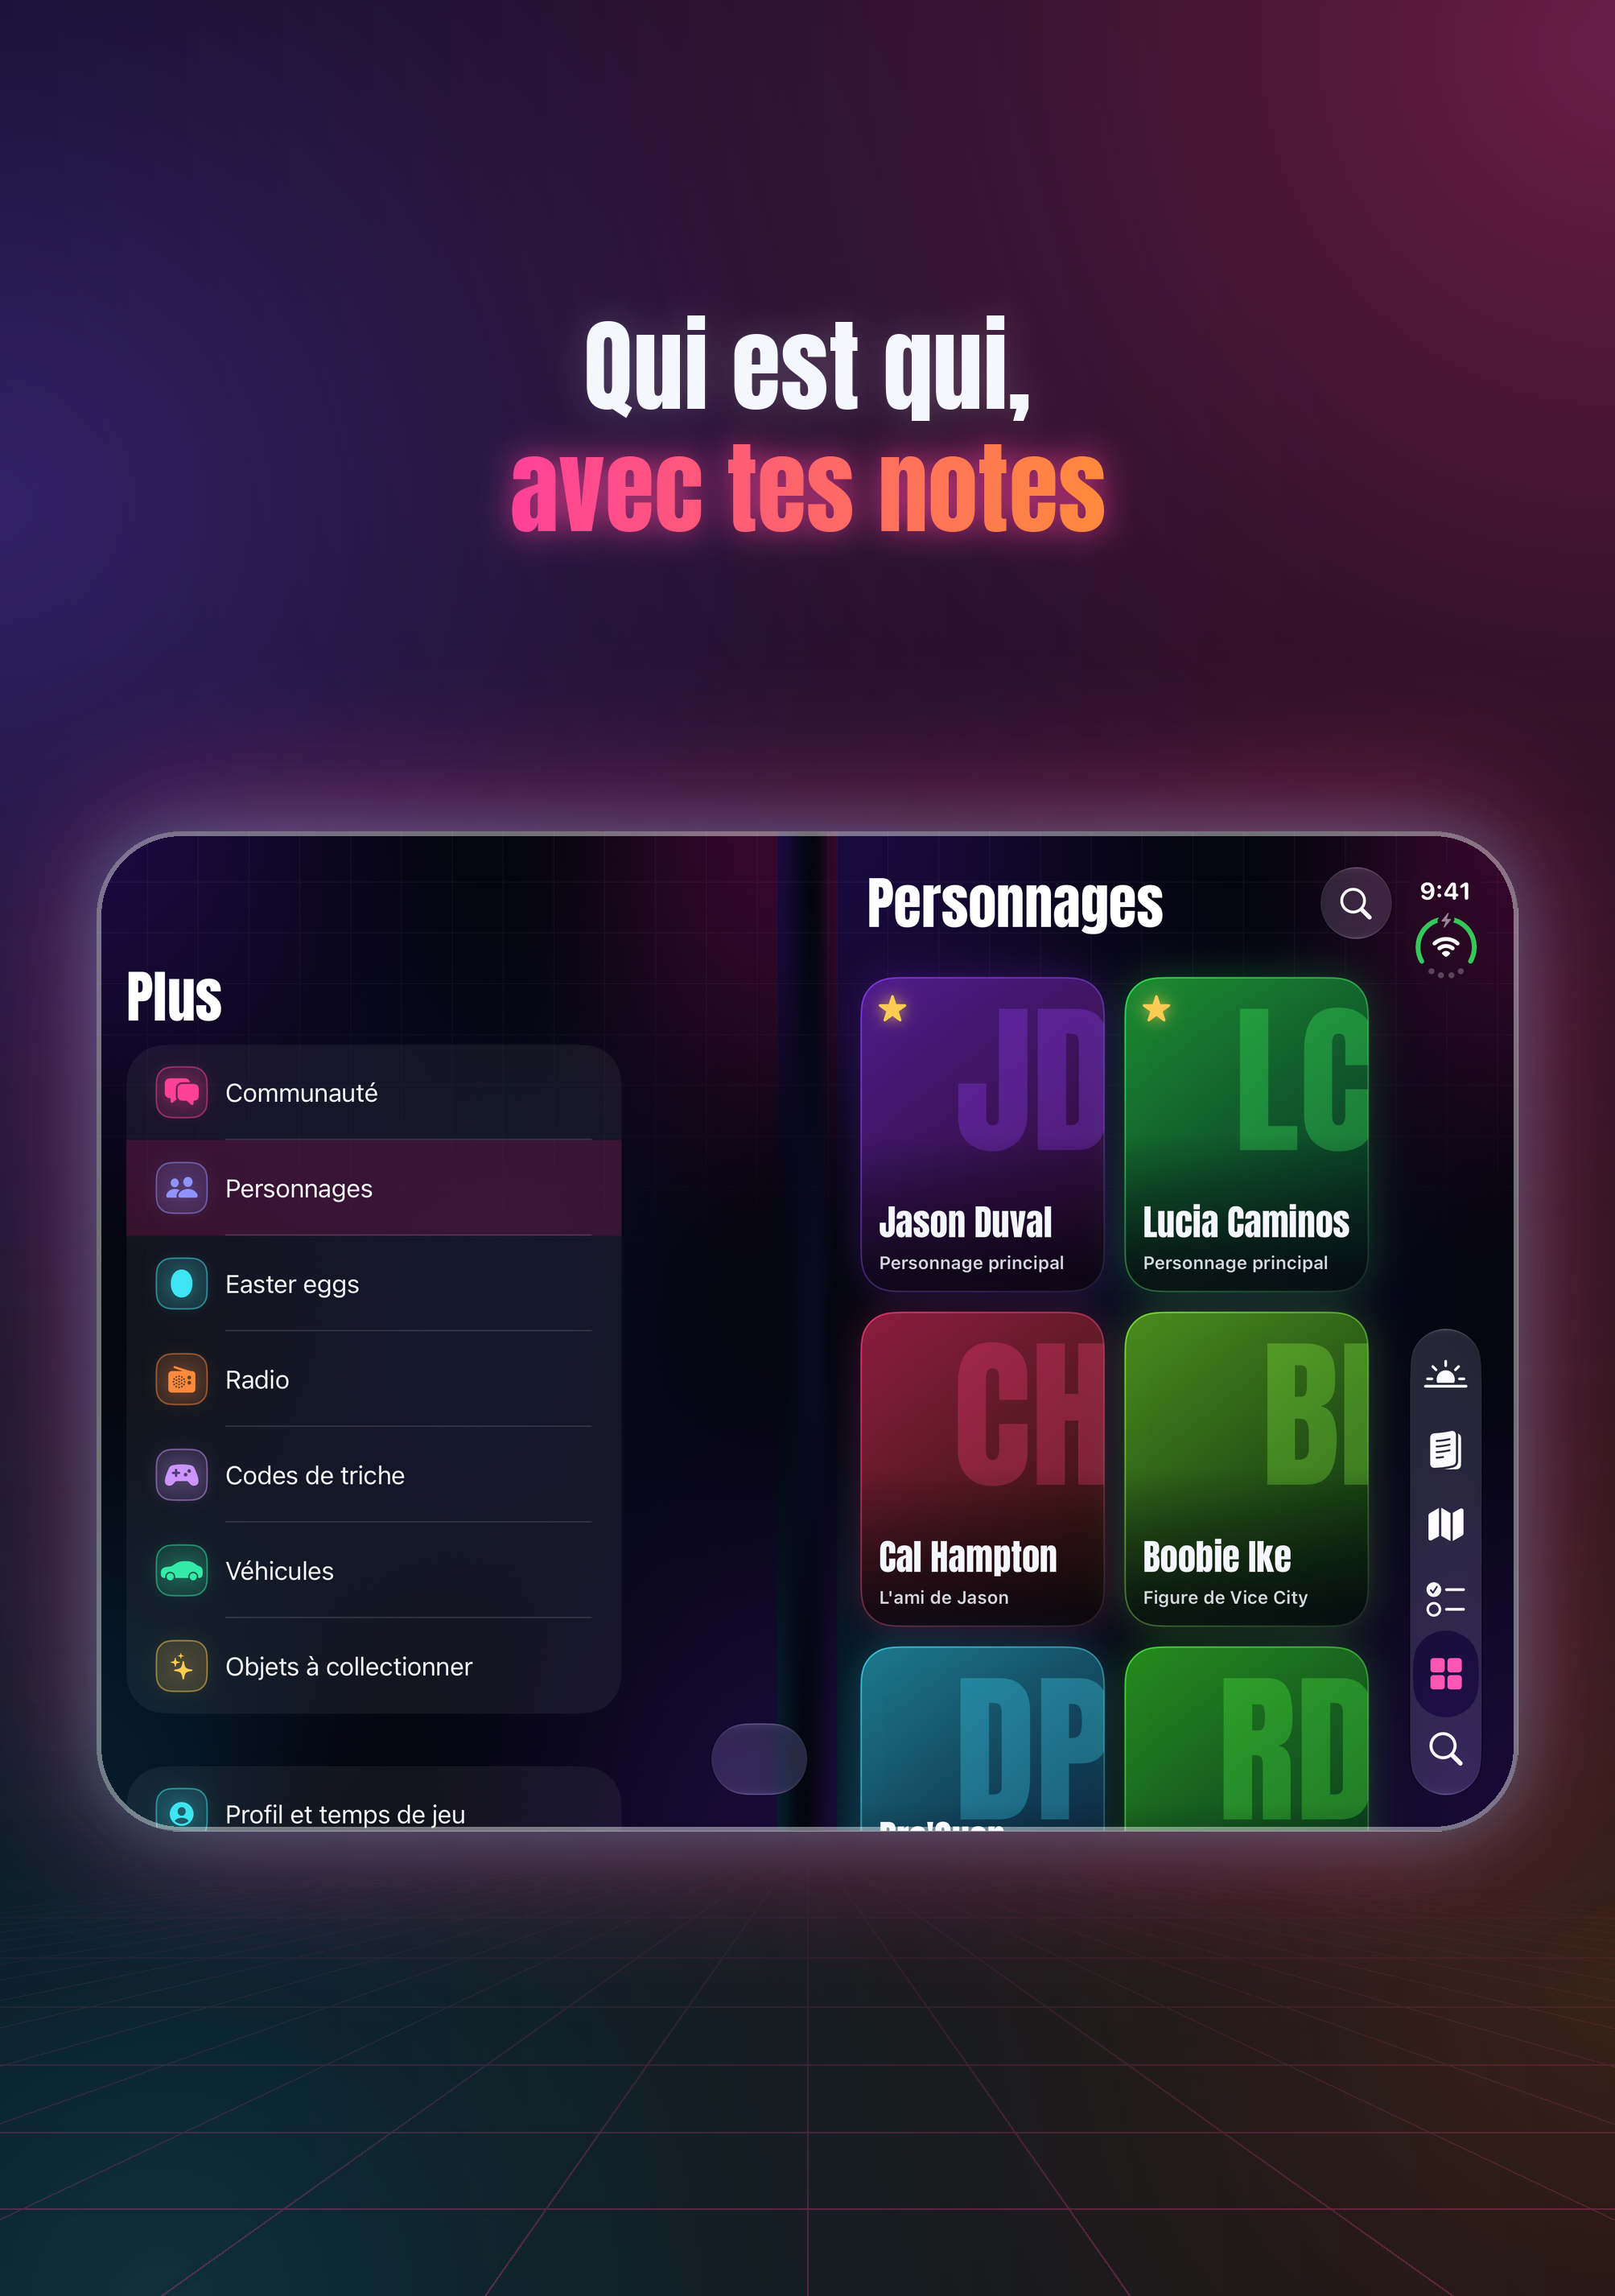 Qui est qui,
avec tes notes
Plus
Communauté
Personnages
Easter eggs
Radio
Codes de triche
Véhicules
Objets à collectionner
Profil et temps de jeu
Personnages
9:41
JD
Jason Duval
Personnage principal
LC
Lucia Caminos
Personnage principal
CH
Cal Hampton
L'ami de Jason
BI
Boobie Ike
Figure de Vice City
DP
RD